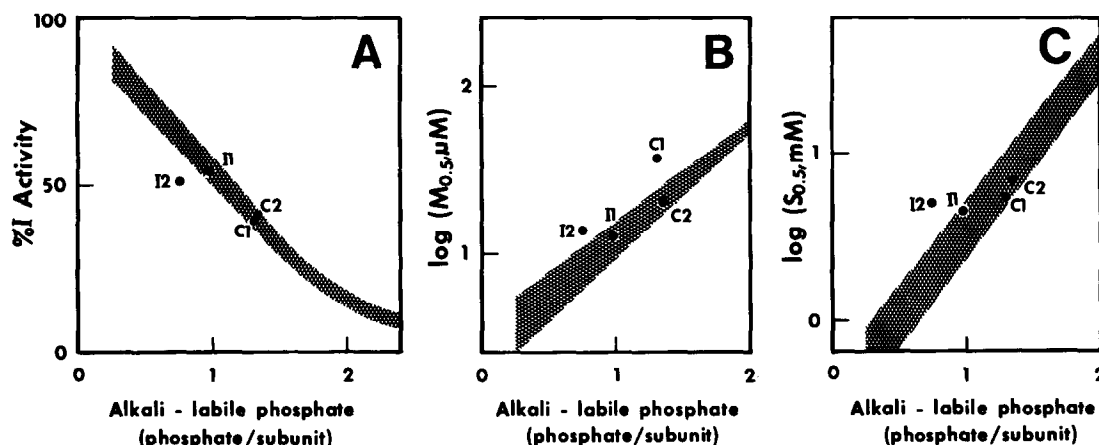 A
100
50
0
%I Activity
I2
I1
C2
C1
0
1
2
Alkali - labile phosphate
(phosphate/subunit)
B
2
1
log (M0.5,μM)
C1
I2
I1
C2
0
1
2
Alkali - labile phosphate
(phosphate/subunit)
C
1
0
log (S0.5,mM)
I2
I1
C2
C1
0
1
2
Alkali - labile phosphate
(phosphate/subunit)